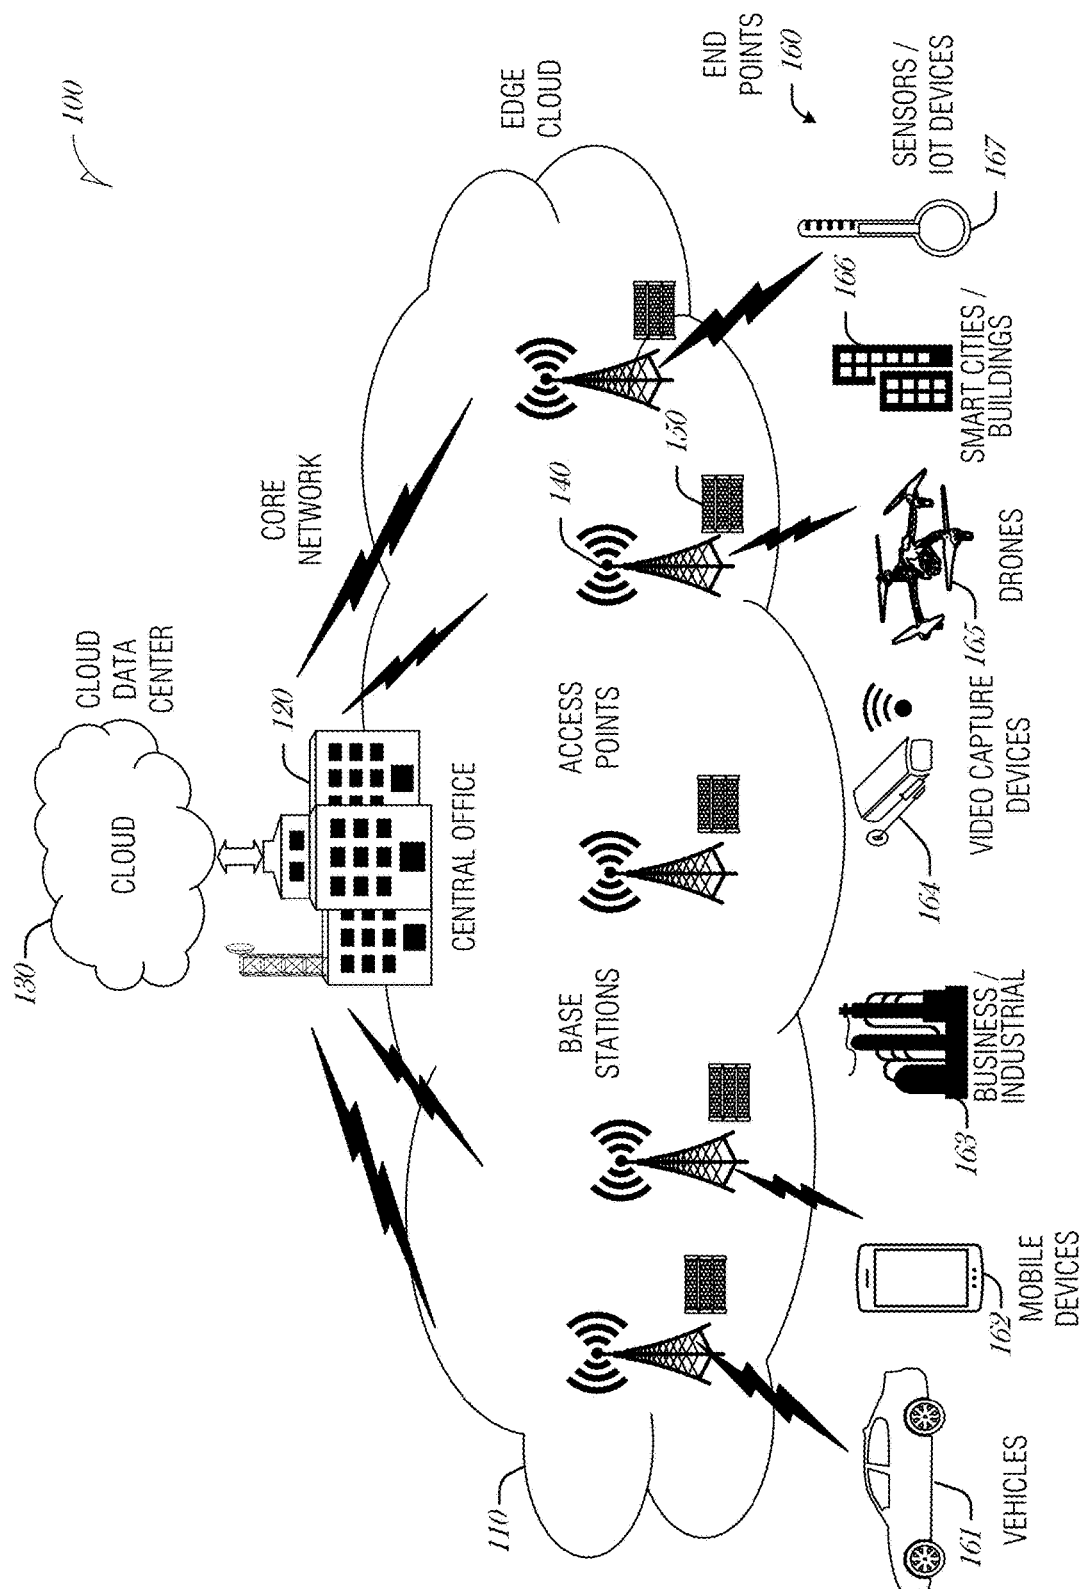 100
130
CLOUD
CLOUD
DATA
CENTER
120
CENTRAL OFFICE
CORE
NETWORK
EDGE
CLOUD
110
BASE
STATIONS
ACCESS
POINTS
140
150
END
POINTS
160
161
VEHICLES
162
MOBILE
DEVICES
163
BUSINESS/
INDUSTRIAL
164
VIDEO CAPTURE
DEVICES
165
DRONES
166
SMART CITIES /
BUILDINGS
SENSORS /
IOT DEVICES
167